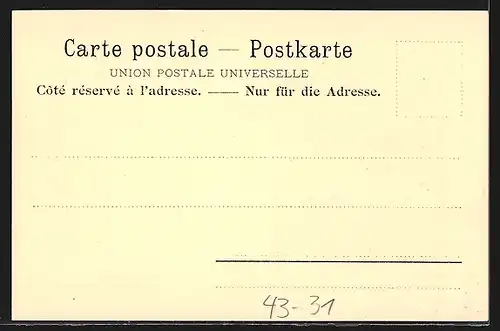 Carte postale — Postkarte
UNION POSTALE UNIVERSELLE
Côté réservé à l'adresse. —— Nur für die Adresse.
43-31